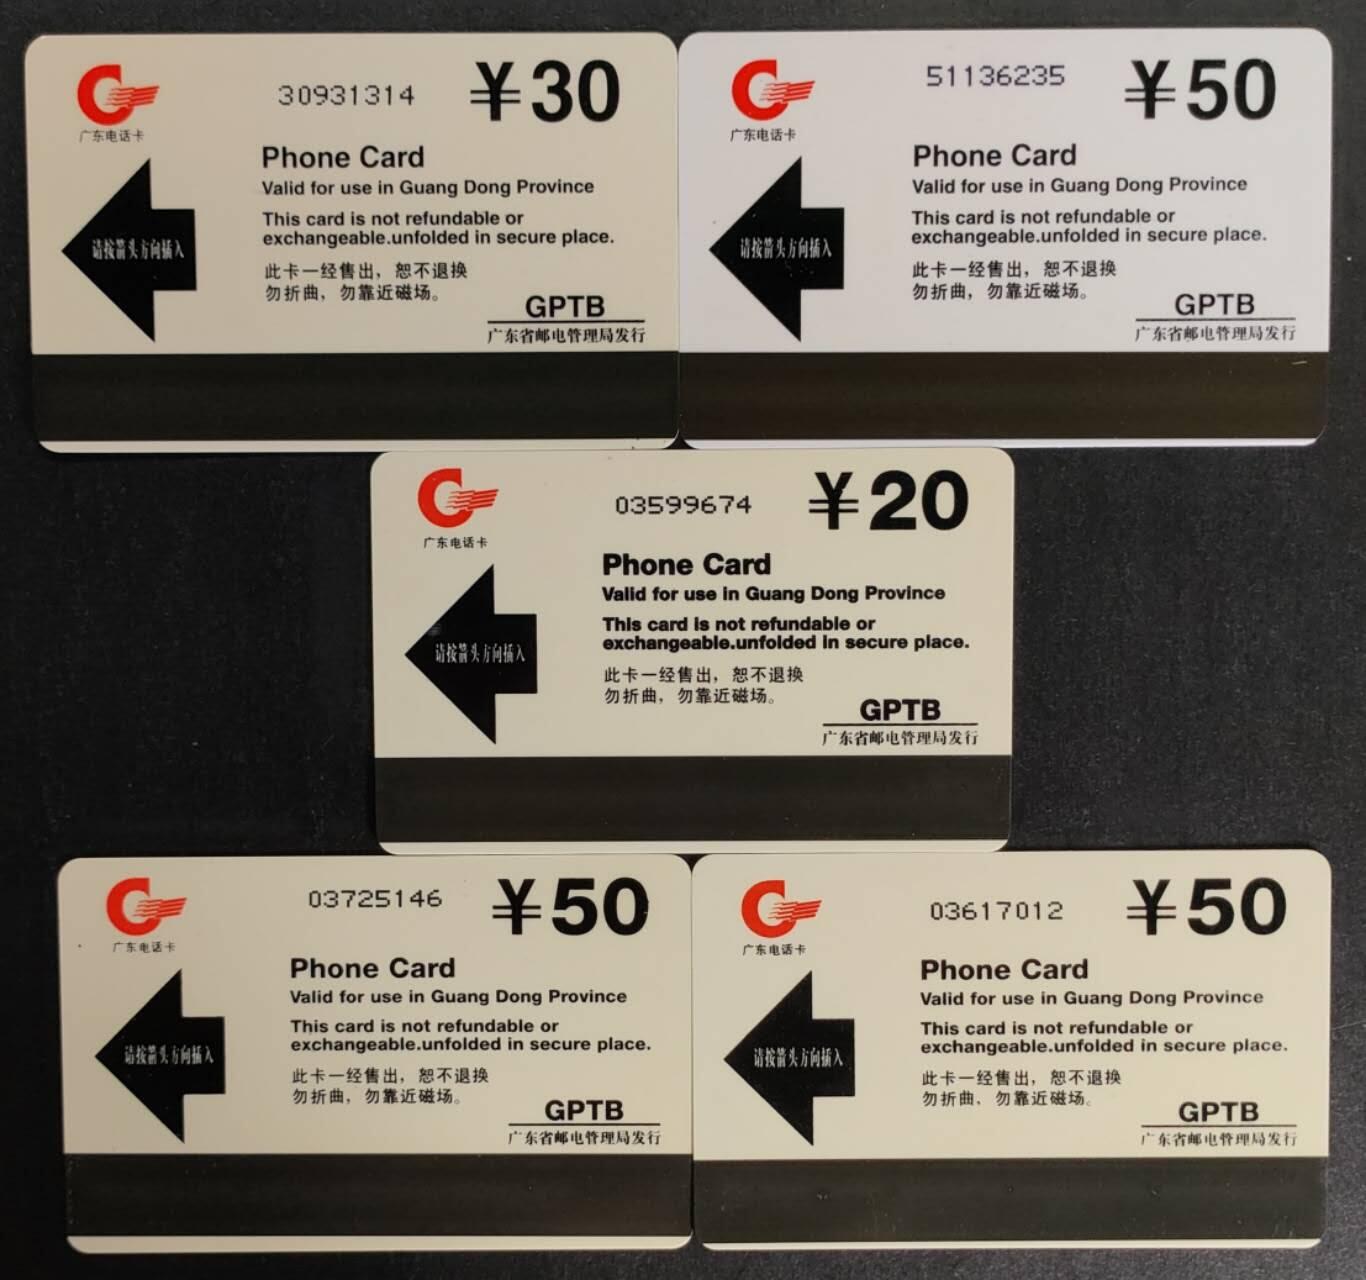 30931314
¥30
广东电话卡
Phone Card
Valid for use in Guang Dong Province
This card is not refundable or
exchangeable.unfolded in secure place.
请按箭头方向插入
此卡一经售出，恕不退换
勿折曲，勿靠近磁场。
GPTB
广东省邮电管理局发行
51136235
¥50
广东电话卡
Phone Card
Valid for use in Guang Dong Province
This card is not refundable or
exchangeable.unfolded in secure place.
请按箭头方向插入
此卡一经售出，恕不退换
勿折曲，勿靠近磁场。
GPTB
广东省邮电管理局发行
03599674
¥20
广东电话卡
Phone Card
Valid for use in Guang Dong Province
This card is not refundable or
exchangeable.unfolded in secure place.
请按箭头方向插入
此卡一经售出，恕不退换
勿折曲，勿靠近磁场。
GPTB
广东省邮电管理局发行
03725146
¥50
广东电话卡
Phone Card
Valid for use in Guang Dong Province
This card is not refundable or
exchangeable.unfolded in secure place.
请按箭头方向插入
此卡一经售出，恕不退换
勿折曲，勿靠近磁场。
GPTB
广东省邮电管理局发行
03617012
¥50
广东电话卡
Phone Card
Valid for use in Guang Dong Province
This card is not refundable or
exchangeable.unfolded in secure place.
请按箭头方向插入
此卡一经售出，恕不退换
勿折曲、勿靠近磁场。
GPTB
广东省邮电管理局发行